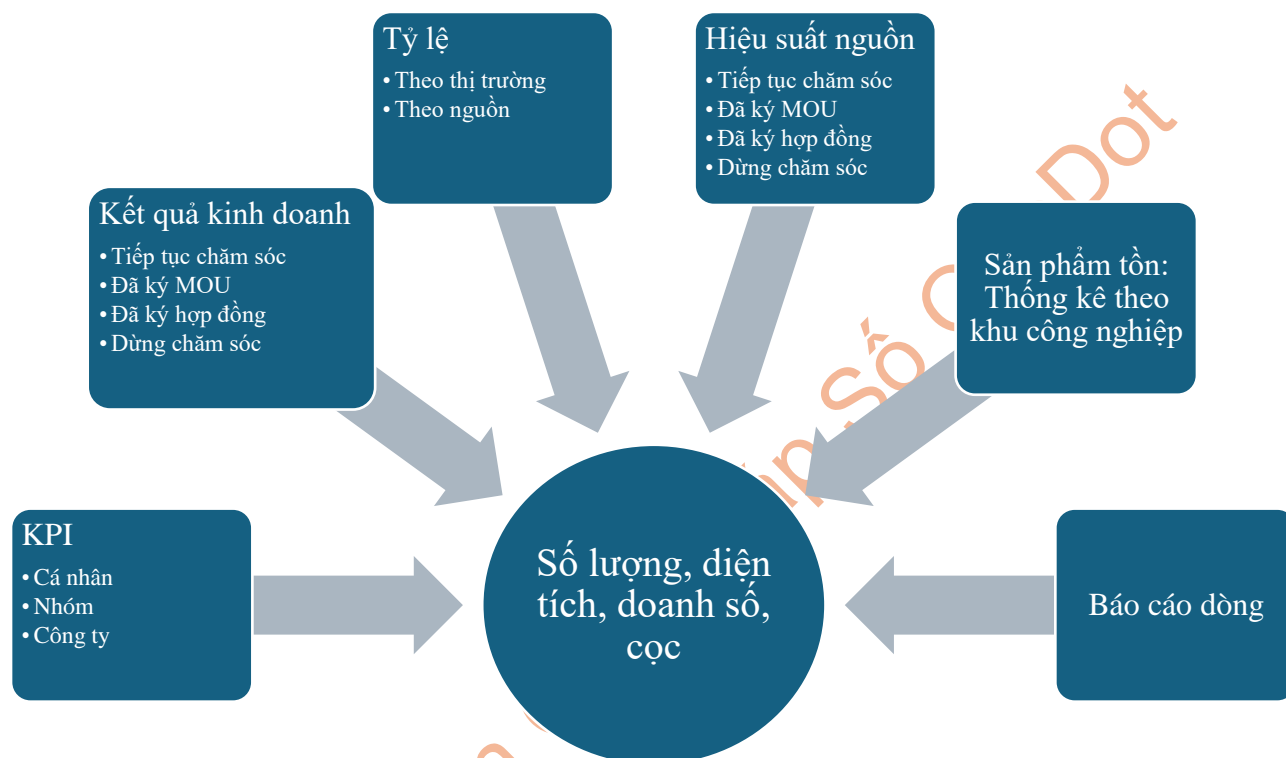 Tỷ lệ
• Theo thị trường
• Theo nguồn
Hiệu suất nguồn
• Tiếp tục chăm sóc
• Đã ký MOU
• Đã ký hợp đồng
• Dừng chăm sóc
Kết quả kinh doanh
• Tiếp tục chăm sóc
• Đã ký MOU
• Đã ký hợp đồng
• Dừng chăm sóc
Sản phẩm tồn:
Thống kê theo
khu công nghiệp
KPI
• Cá nhân
• Nhóm
• Công ty
Số lượng, diện
tích, doanh số,
cọc
Báo cáo dòng
Số
Dot